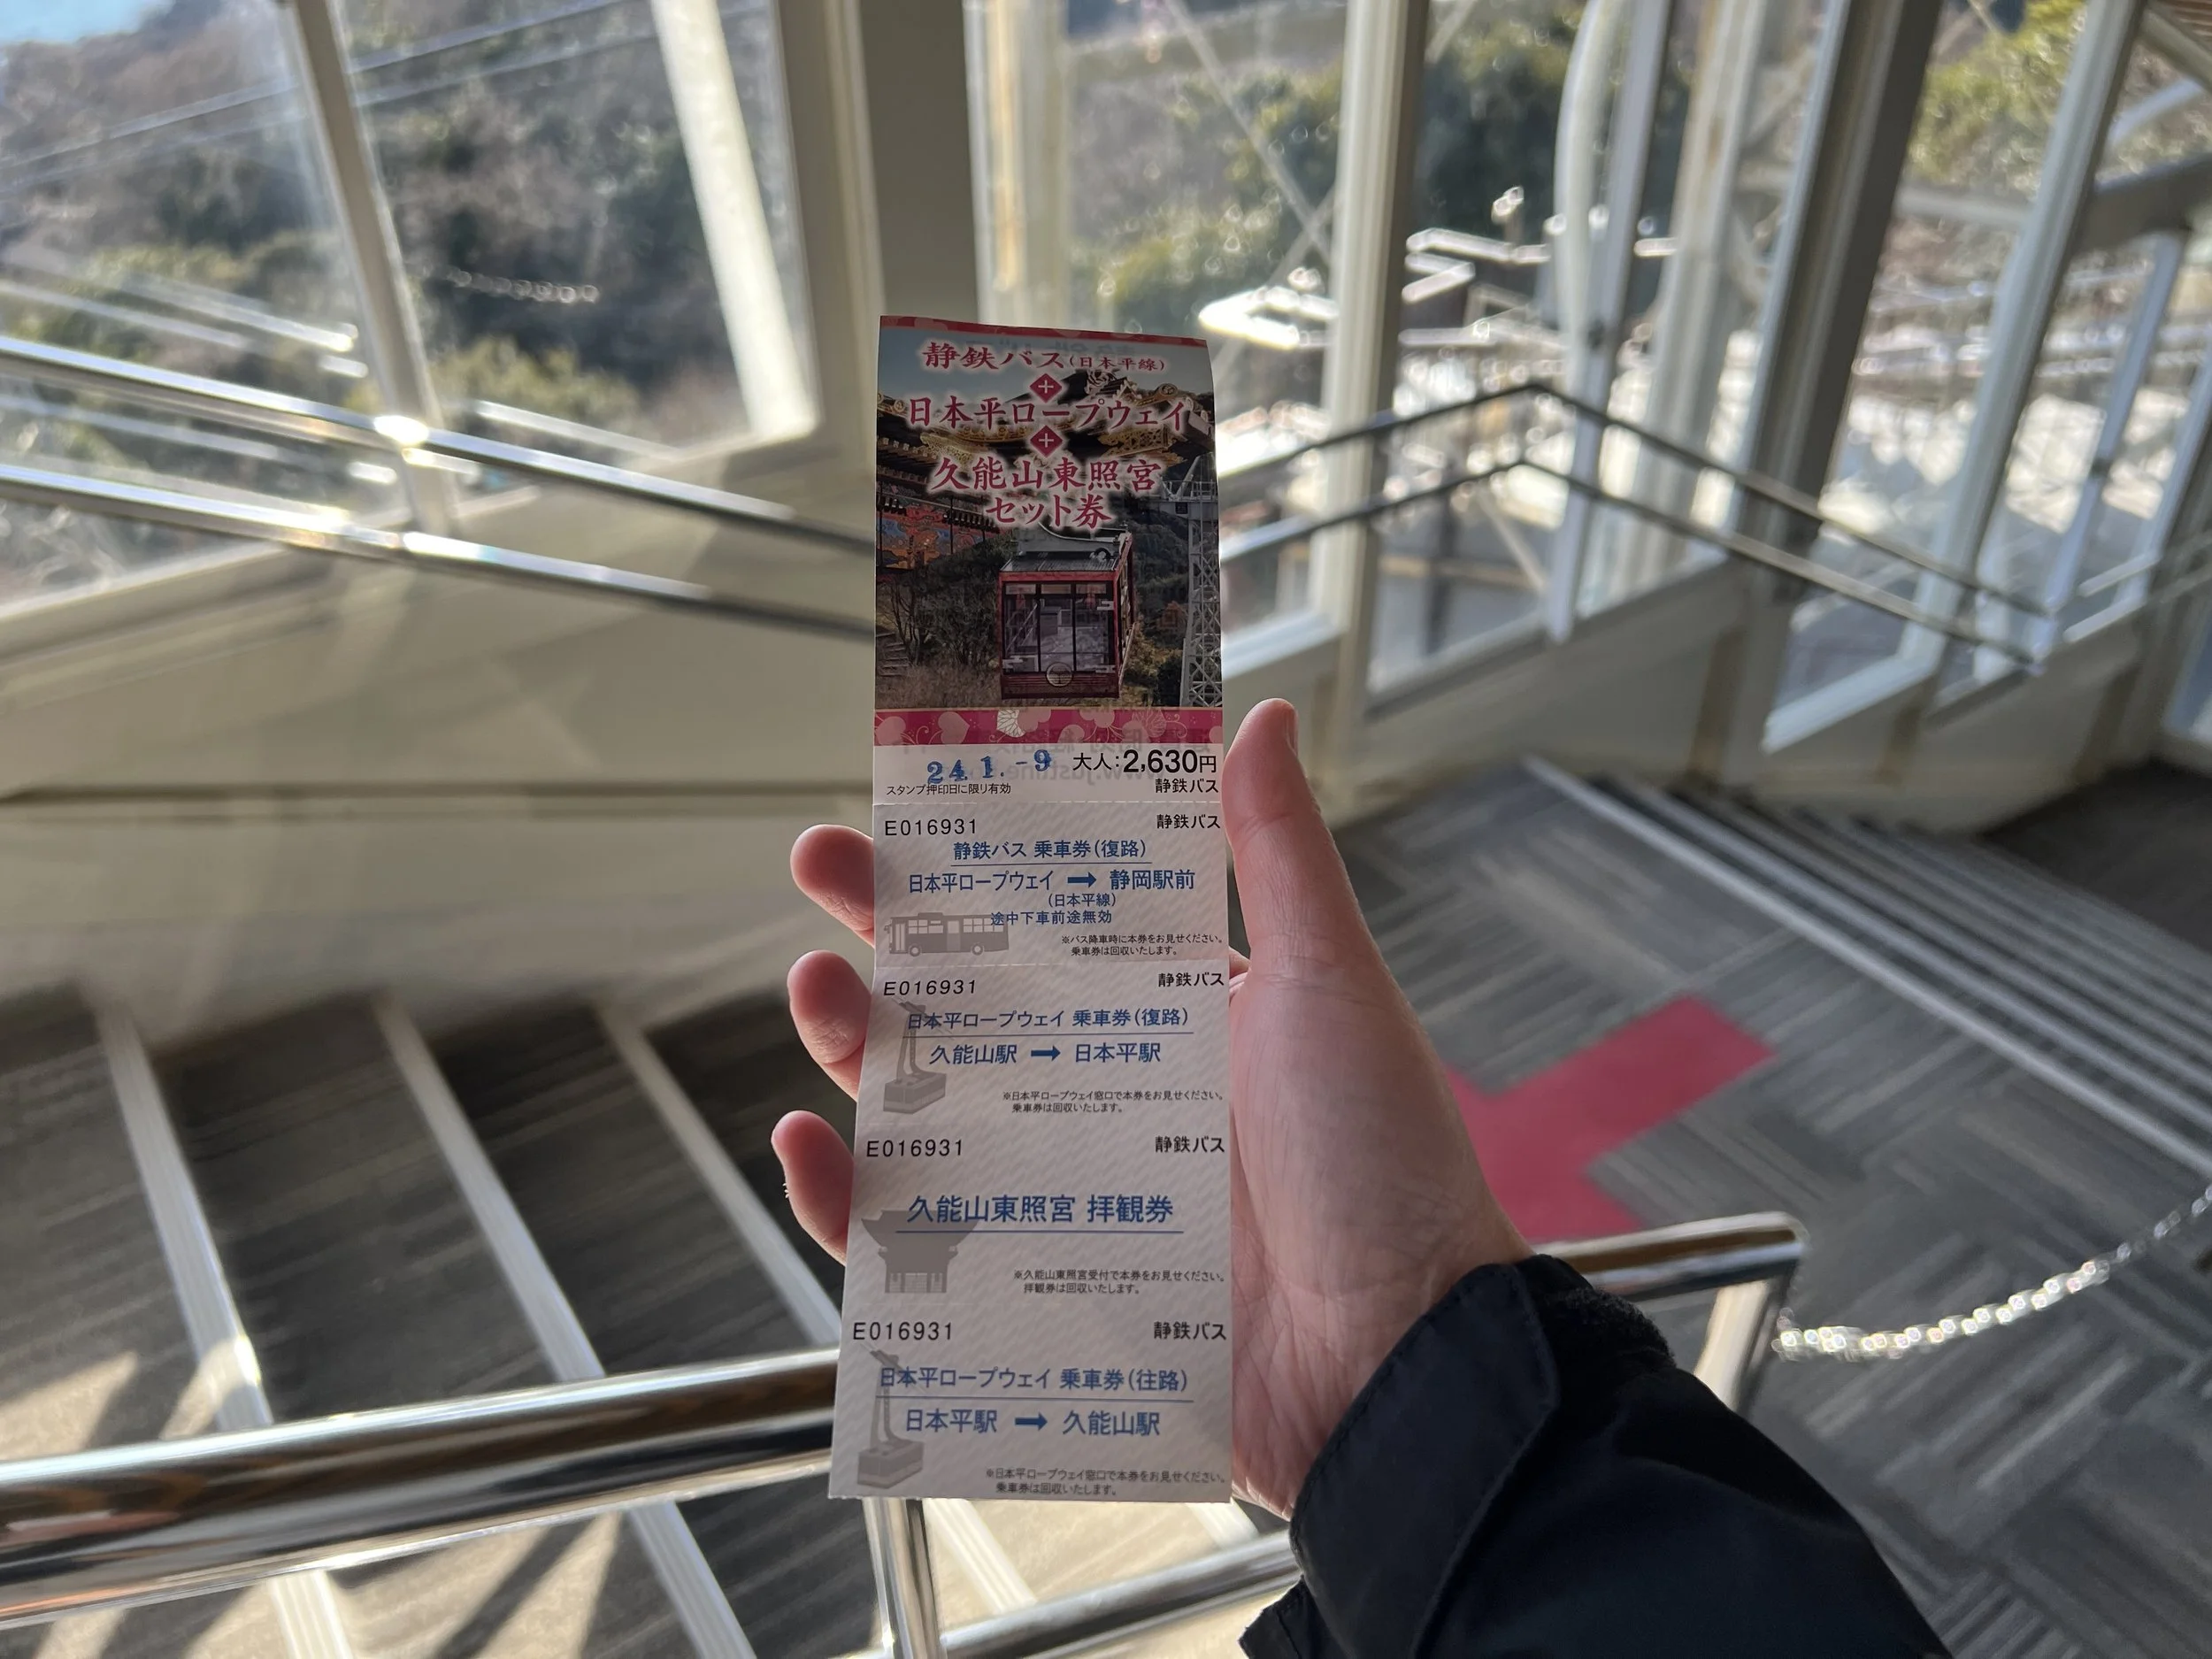 静鉄バス(日本平線)
+
日本平ロープウェイ
+
久能山東照宮
セット券
24.1.-9 大人:2,630円
スタンプ押印日に限り有効 静鉄バス
E016931 静鉄バス
静鉄バス 乗車券(復路)
日本平ロープウェイ ➡ 静岡駅前
(日本平線)
途中下車前途無効
※バス降車時に本券をお見せください。
乗車券は回収いたします。
E016931 静鉄バス
日本平ロープウェイ 乗車券(復路)
久能山駅 ➡ 日本平駅
※日本平ロープウェイ窓口で本券をお見せください。
乗車券は回収いたします。
E016931 静鉄バス
久能山東照宮 拝観券
※久能山東照宮受付で本券をお見せください。
拝観券は回収いたします。
E016931 静鉄バス
日本平ロープウェイ 乗車券(往路)
日本平駅 ➡ 久能山駅
※日本平ロープウェイ窓口で本券をお見せください。
乗車券は回収いたします。